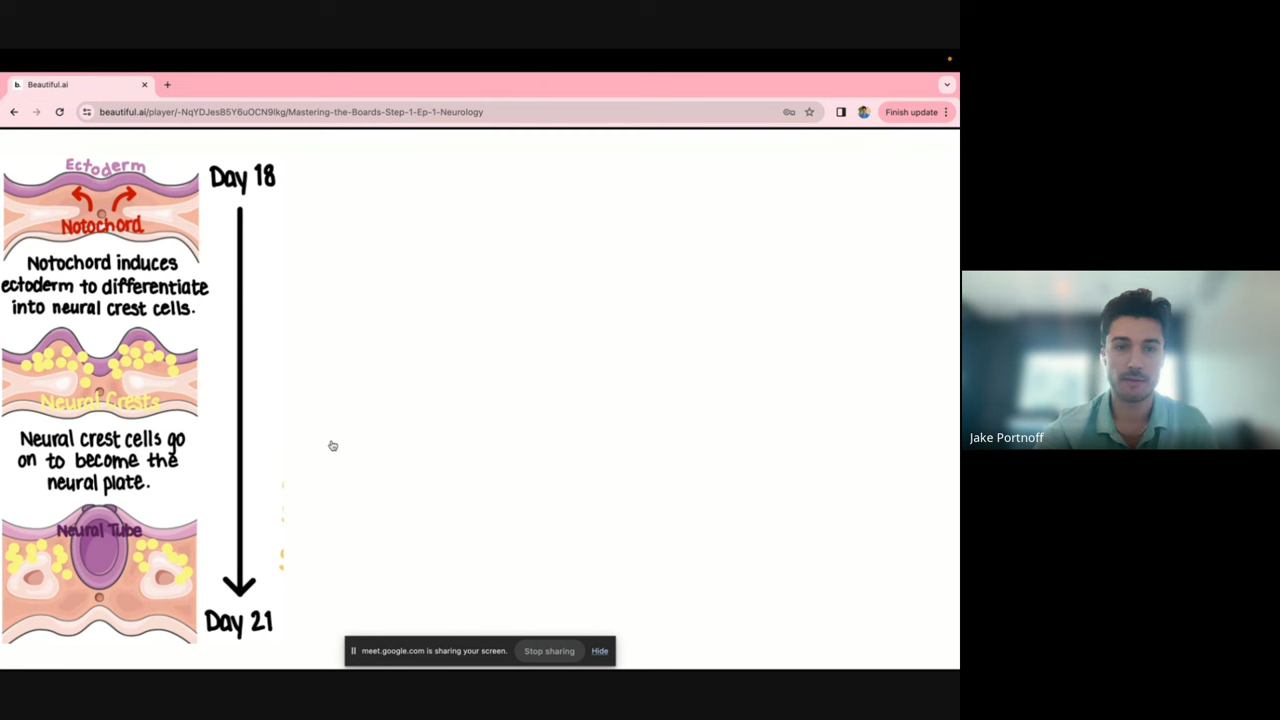 Beautiful.ai
beautiful.ai/player/-NqYDJesB5Y6uOCN9lkg/Mastering-the-Boards-Step-1-Ep-1-Neurology
Finish update
Ectoderm
Day 18
Notochord
Notochord induces
ectoderm to differentiate
into neural crest cells.
Neural Crests
Neural crest cells go
on to become the
neural plate.
Neural Tube
Day 21
meet.google.com is sharing your screen.
Stop sharing
Hide
Jake Portnoff